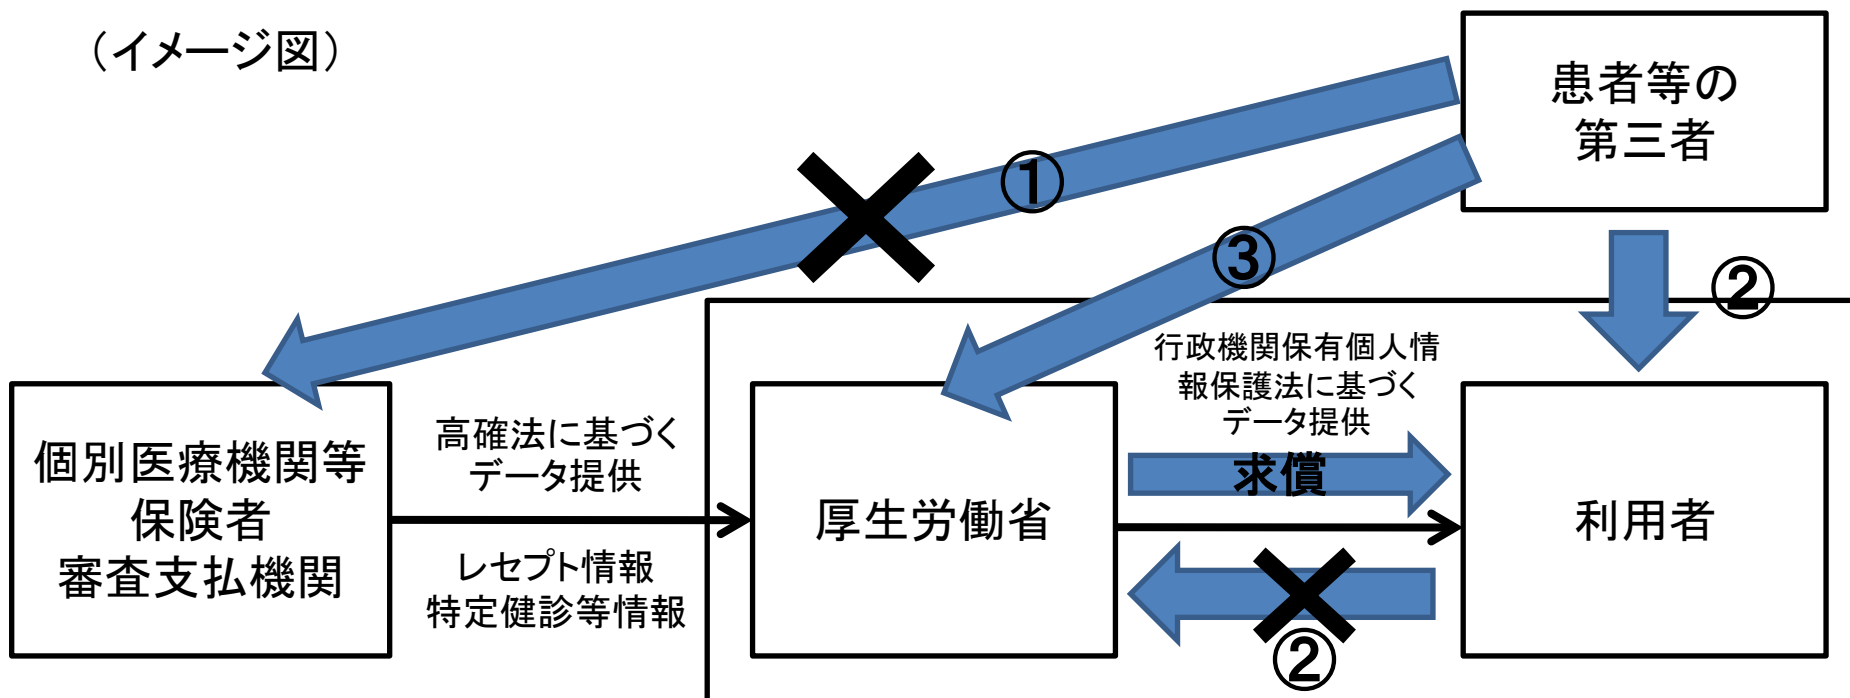 （イメージ図）
患者等の
第三者
①
③
②
行政機関保有個人情
報保護法に基づく
データ提供
求償
高確法に基づく
データ提供
個別医療機関等
保険者
審査支払機関
厚生労働省
利用者
レセプト情報
特定健診等情報
②